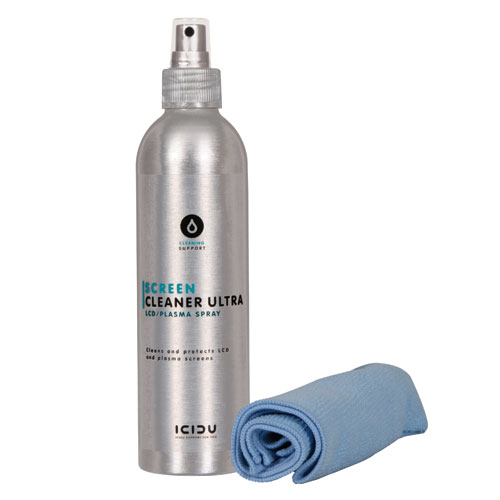 CLEANING
SUPPORT
SCREEN
CLEANER ULTRA
LCD/PLASMA SPRAY
Cleans and protects LCD
and plasma screens
ICIDU